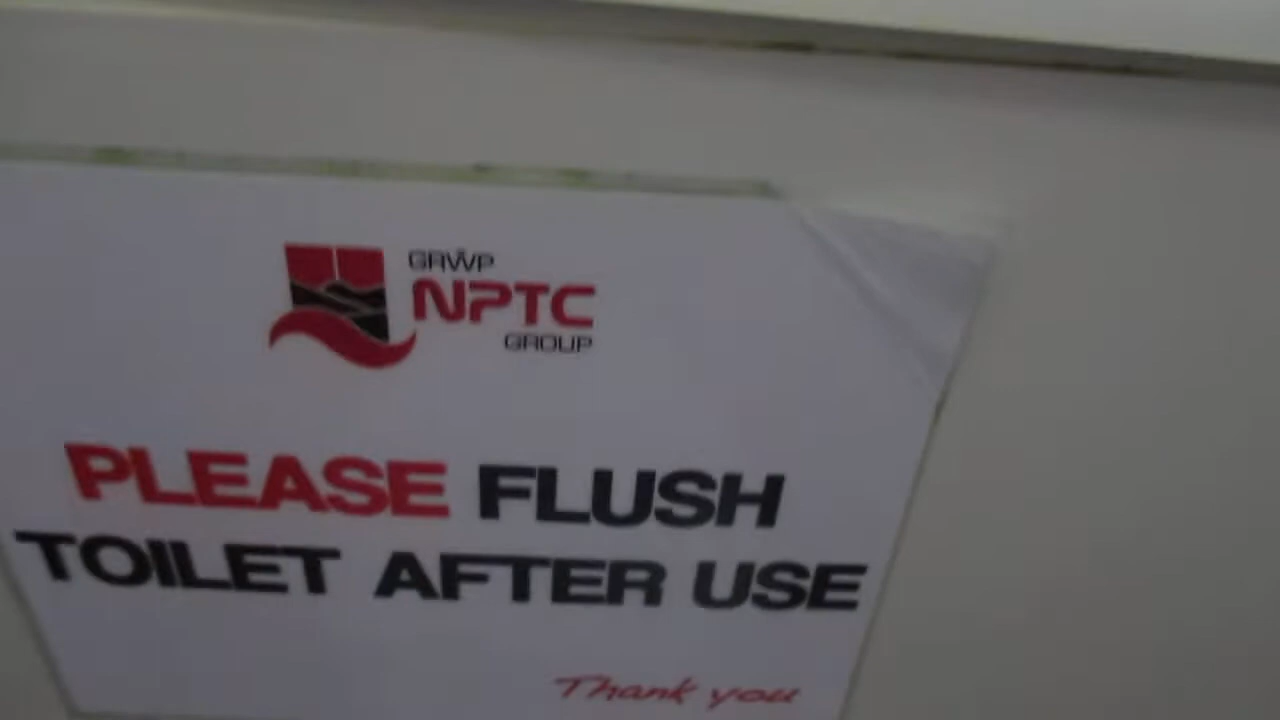 GRŴP
NPTC
GROUP
PLEASE FLUSH
TOILET AFTER USE
Thank you